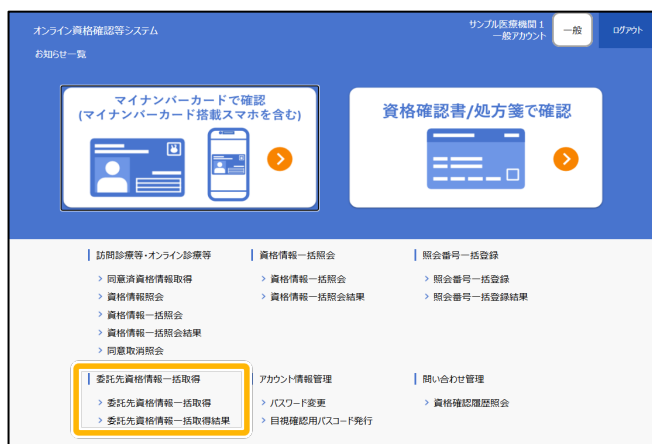 オンライン資格確認等システム
サンプル医療機関1
一般アカウント
一般
ログアウト
お知らせ一覧
マイナンバーカードで確認
(マイナンバーカード搭載スマホを含む)
資格確認書/処方箋で確認
訪問診療等・オンライン診療等
> 同意済資格情報取得
> 資格情報照会
> 資格情報一括照会
> 資格情報一括照会結果
> 同意取消照会
資格情報一括照会
> 資格情報一括照会
> 資格情報一括照会結果
照会番号一括登録
> 照会番号一括登録
> 照会番号一括登録結果
委託先資格情報一括取得
> 委託先資格情報一括取得
> 委託先資格情報一括取得結果
アカウント情報管理
> パスワード変更
> 目視確認用パスコード発行
問い合わせ管理
> 資格確認履歴照会